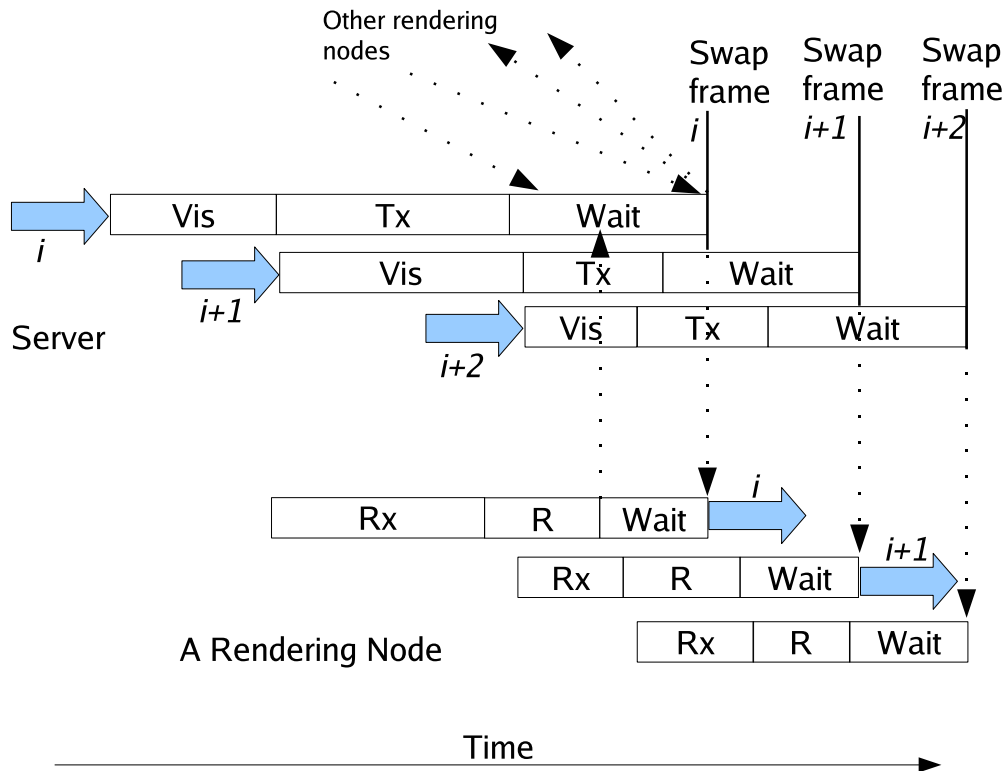 Other rendering
nodes
Swap
frame
i
Swap
frame
i+1
Swap
frame
i+2
Vis Tx Wait
i
Vis Tx Wait
i+1
Server
Vis Tx Wait
i+2
i
Rx R Wait
i+1
Rx R Wait
A Rendering Node
Rx R Wait
Time